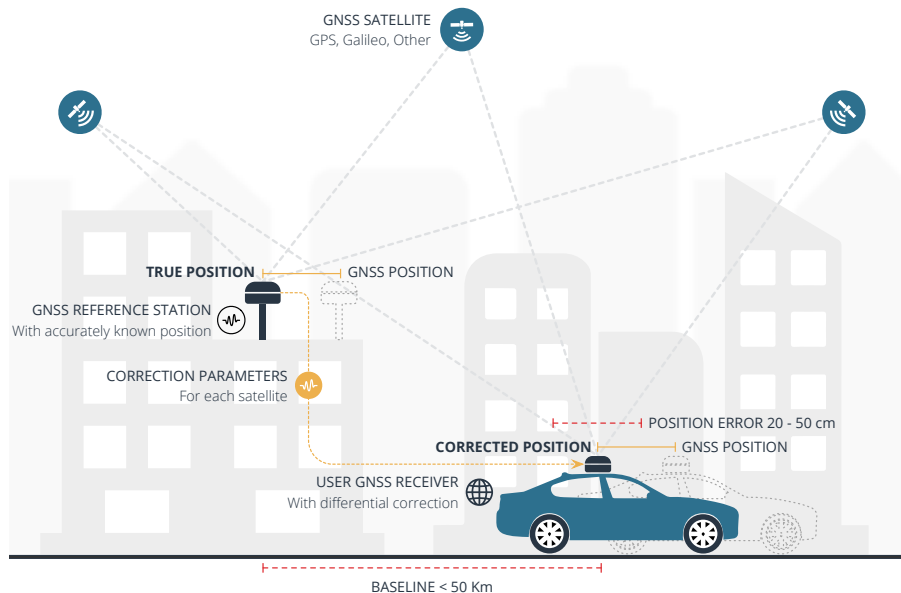 GNSS SATELLITE
GPS, Galileo, Other
TRUE POSITION
GNSS POSITION
GNSS REFERENCE STATION
With accurately known position
CORRECTION PARAMETERS
For each satellite
POSITION ERROR 20 - 50 cm
CORRECTED POSITION
GNSS POSITION
USER GNSS RECEIVER
With differential correction
BASELINE < 50 Km